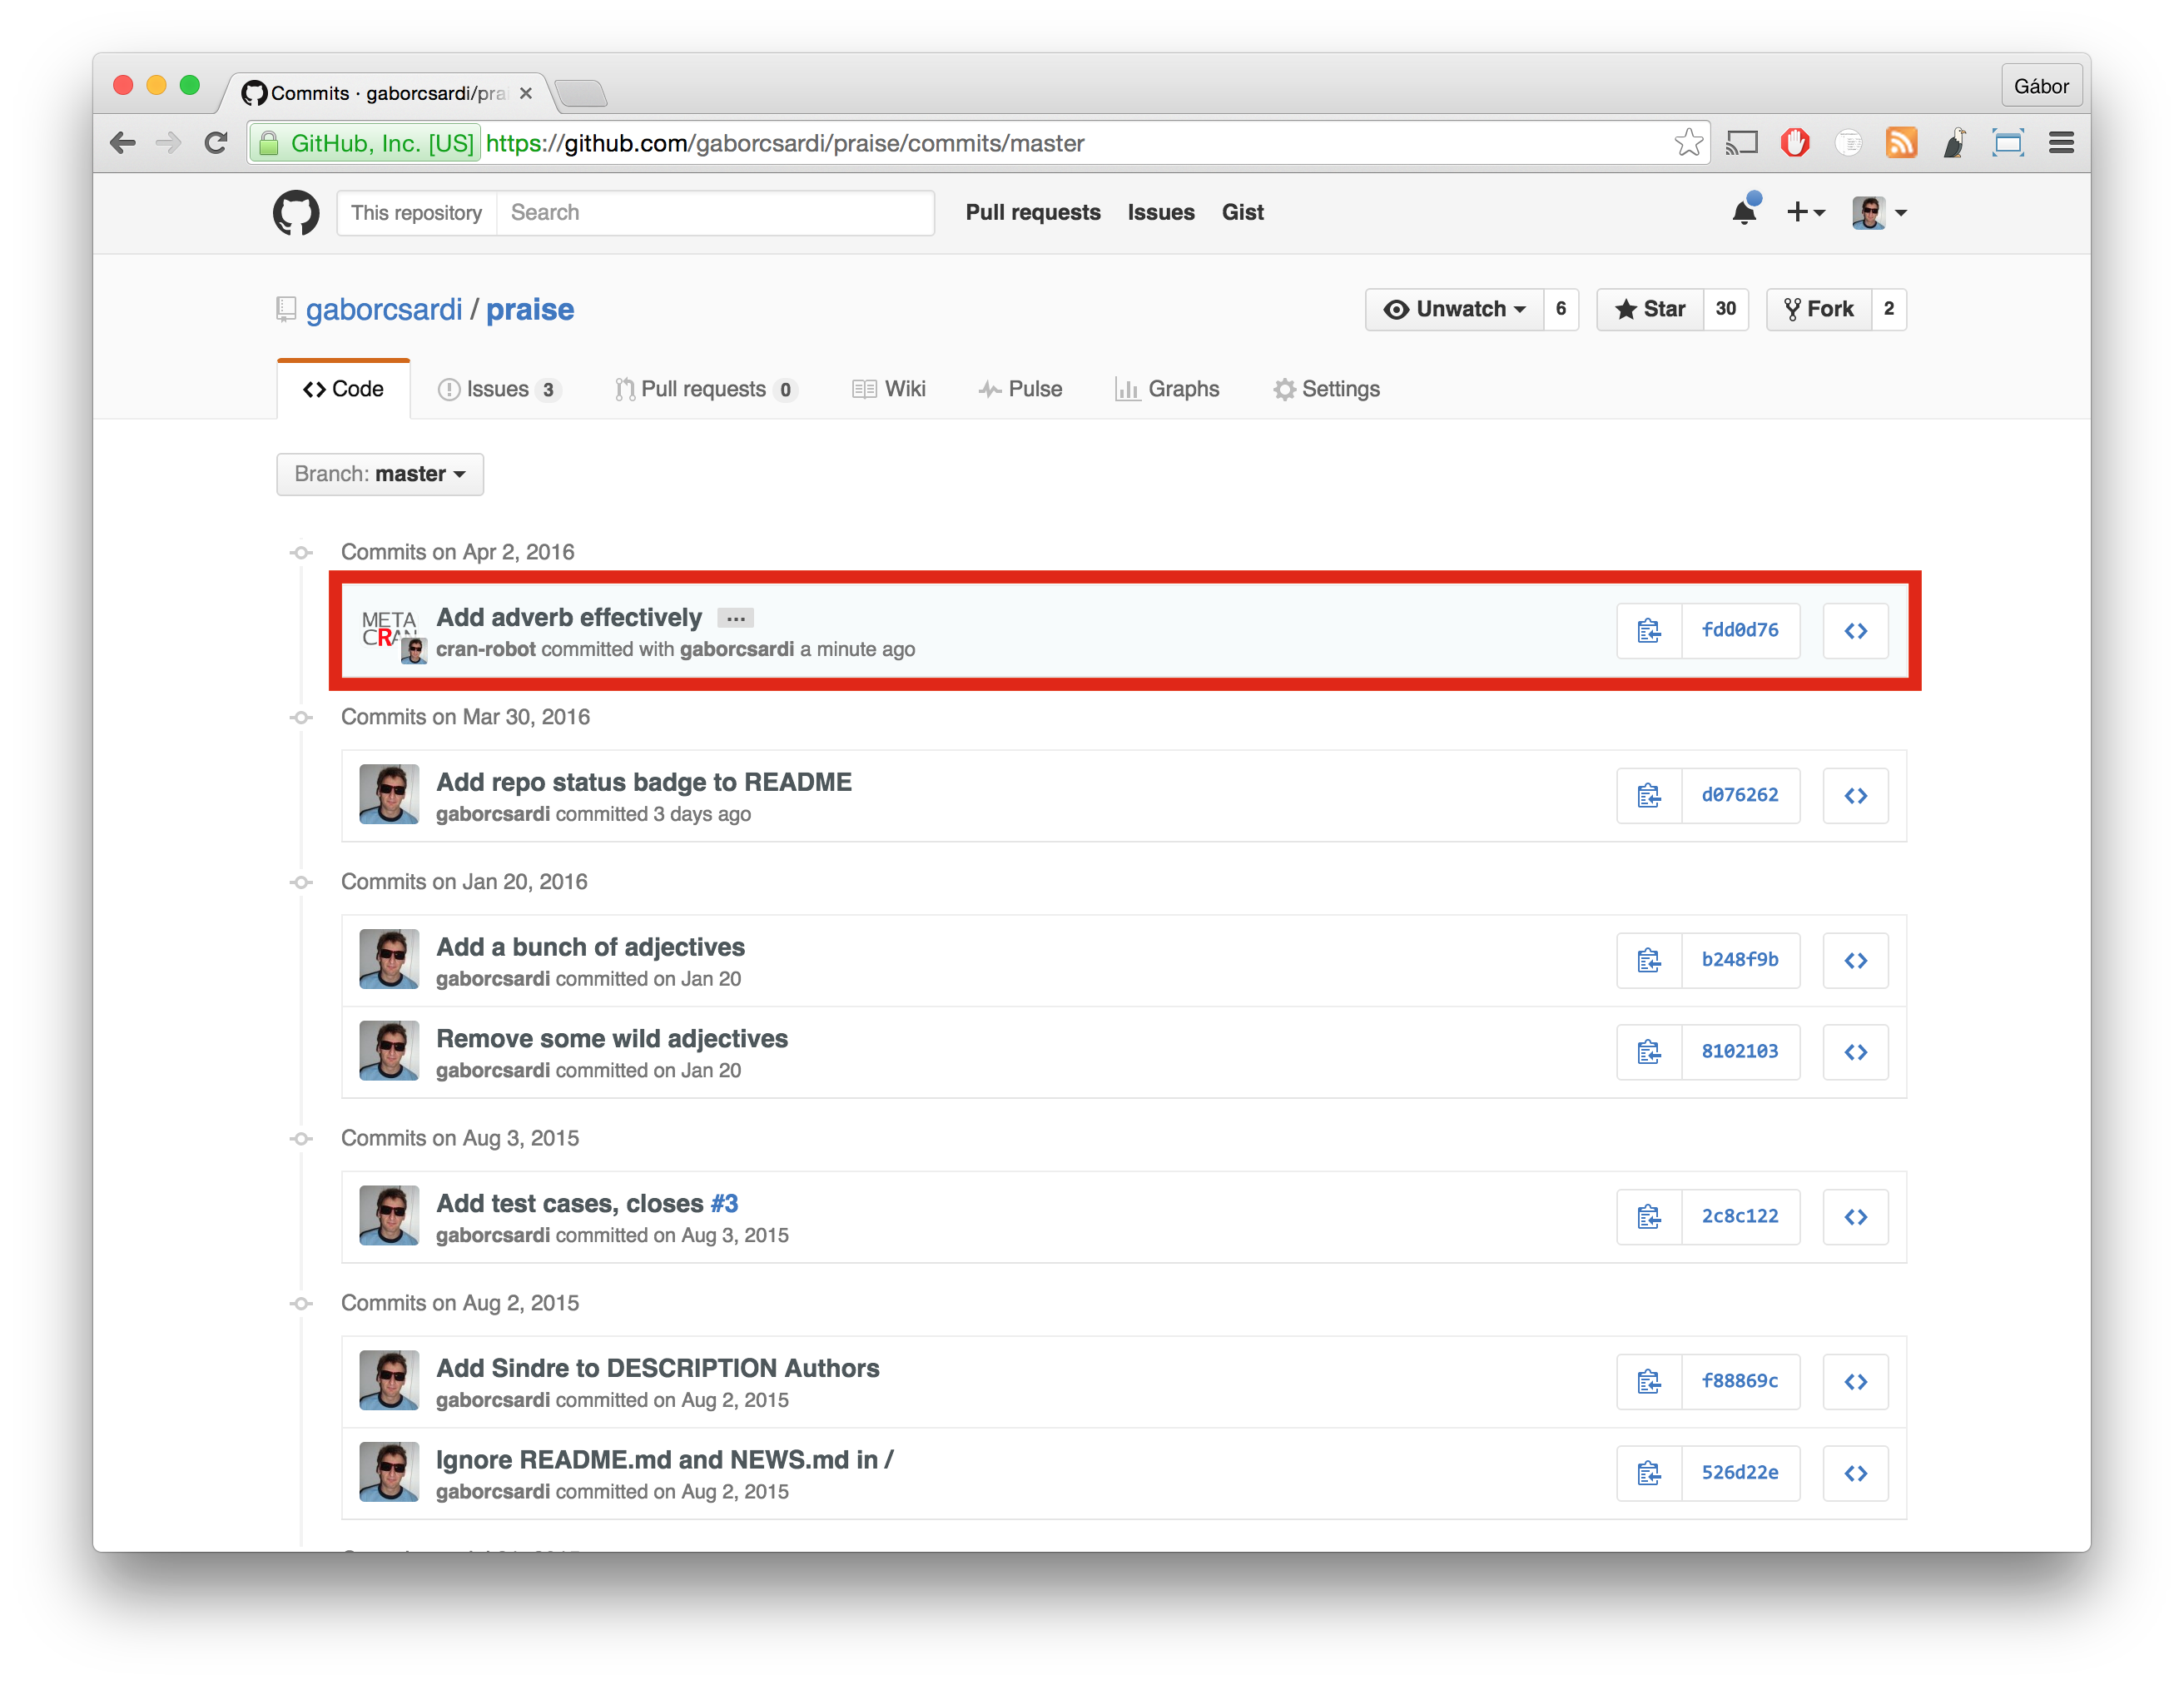 Commits · gaborcsardi/pra
Gábor
GitHub, Inc. [US] https://github.com/gaborcsardi/praise/commits/master
This repository Search Pull requests Issues Gist
gaborcsardi / praise Unwatch 6 Star 30 Fork 2
Code Issues 3 Pull requests 0 Wiki Pulse Graphs Settings
Branch: master
Commits on Apr 2, 2016
META
CRAN
Add adverb effectively …
cran-robot committed with gaborcsardi a minute ago
fdd0d76
Commits on Mar 30, 2016
Add repo status badge to README
gaborcsardi committed 3 days ago
d076262
Commits on Jan 20, 2016
Add a bunch of adjectives
gaborcsardi committed on Jan 20
b248f9b
Remove some wild adjectives
gaborcsardi committed on Jan 20
8102103
Commits on Aug 3, 2015
Add test cases, closes #3
gaborcsardi committed on Aug 3, 2015
2c8c122
Commits on Aug 2, 2015
Add Sindre to DESCRIPTION Authors
gaborcsardi committed on Aug 2, 2015
f88869c
Ignore README.md and NEWS.md in /
gaborcsardi committed on Aug 2, 2015
526d22e